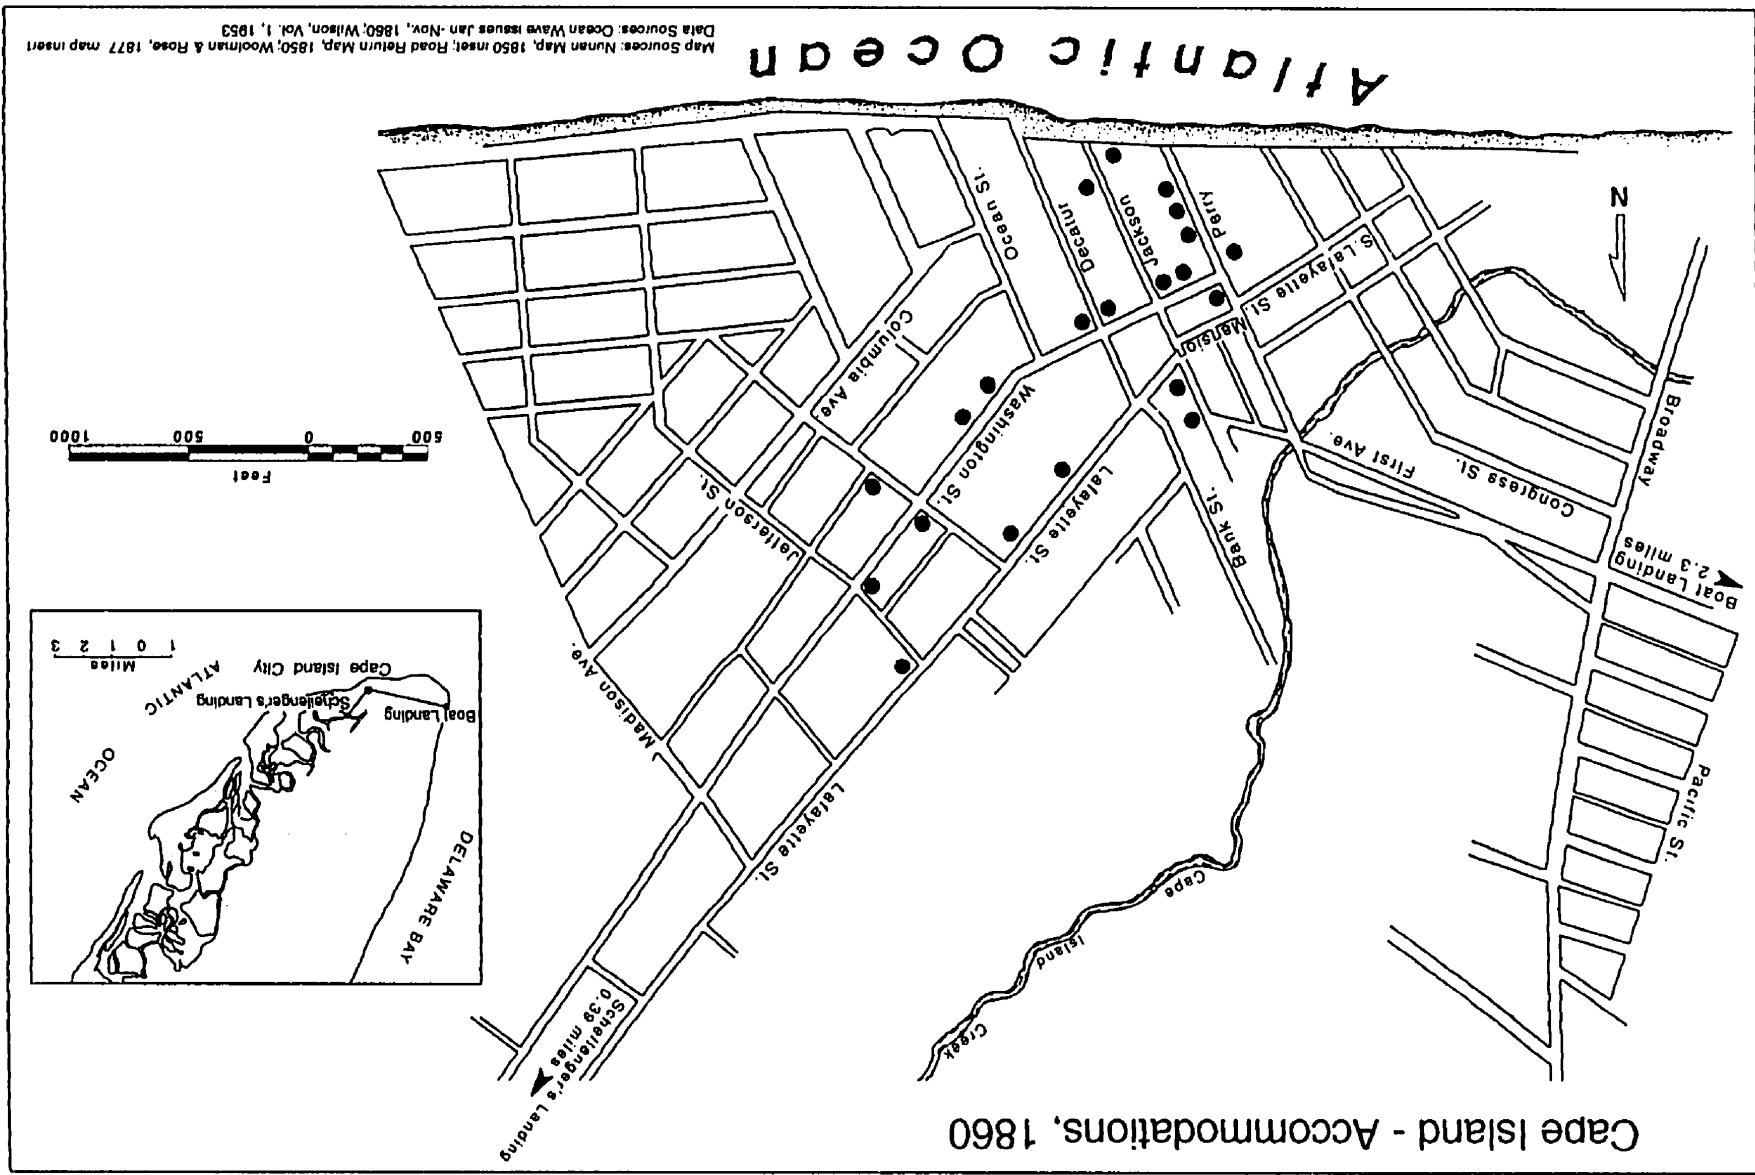 Cape Island - Accommodations, 1860
Schellenger's Landing
0.39 miles
Creek
Island
Cape
Pacific St.
Boat Landing
2.3 miles
Broadway
Congress St.
First Ave.
Bank St.
Lafayette St.
Lafayette St.
Madison Ave.
Jefferson St.
Washington St.
Columbia Ave.
Mansion St.
S. Lafayette St.
Perry
Jackson
Decatur
Ocean St.
N
Atlantic Ocean
DELAWARE BAY
OCEAN
ATLANTIC
Boat Landing
Schellenger's Landing
Cape Island City
Miles
1 0 1 2 3
Feet
500 0 500 1000
Map Sources: Nunan Map, 1850 inset; Road Return Map, 1850; Woolman & Rose, 1877 map insert
Data Sources: Ocean Wave issues Jan -Nov, 1860; Wilson, Vol. 1, 1953